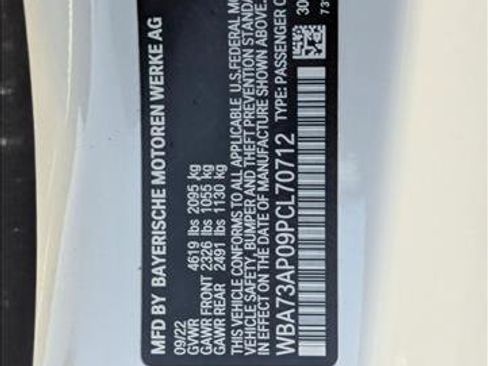 MFD BY BAYERISCHE MOTOREN WERKE AG
09/22
GVWR 4619 lbs 2095 kg
GAWR FRONT 2326 lbs 1055 kg
GAWR REAR 2491 lbs 1130 kg
THIS VEHICLE CONFORMS TO ALL APPLICABLE U.S. FEDERAL M
VEHICLE SAFETY, BUMPER AND THEFT PREVENTION STANDA
IN EFFECT ON THE DATE OF MANUFACTURE SHOWN ABOVE.
WBA73AP09PCL70712 TYPE: PASSENGER C
30
73